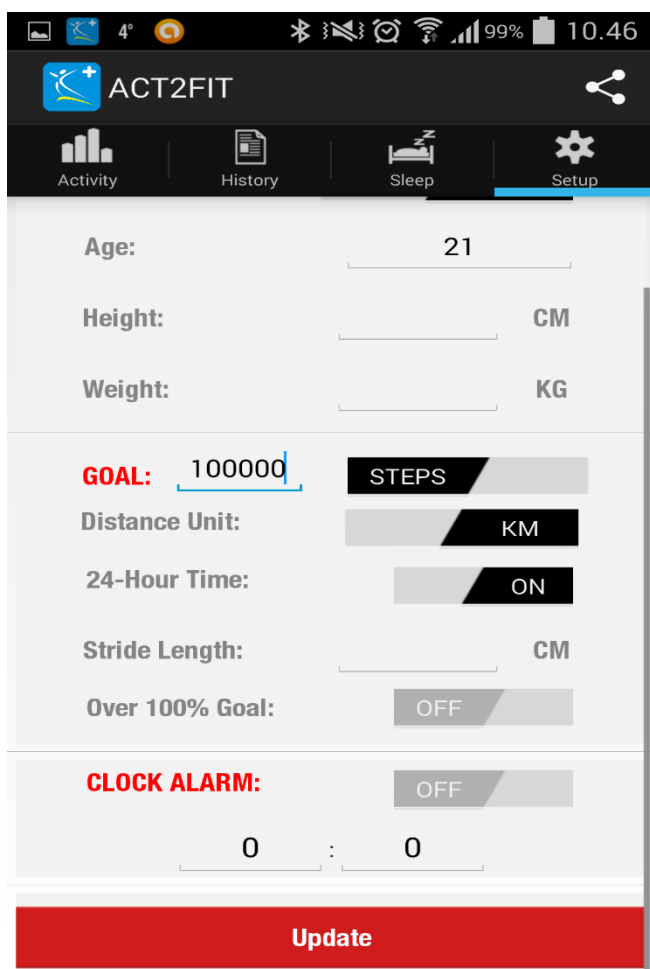 4° 99% 10.46
ACT2FIT
Activity History Sleep Setup
Age: 21
Height: CM
Weight: KG
GOAL: 100000 STEPS
Distance Unit: KM
24-Hour Time: ON
Stride Length: CM
Over 100% Goal: OFF
CLOCK ALARM: OFF
0 : 0
Update